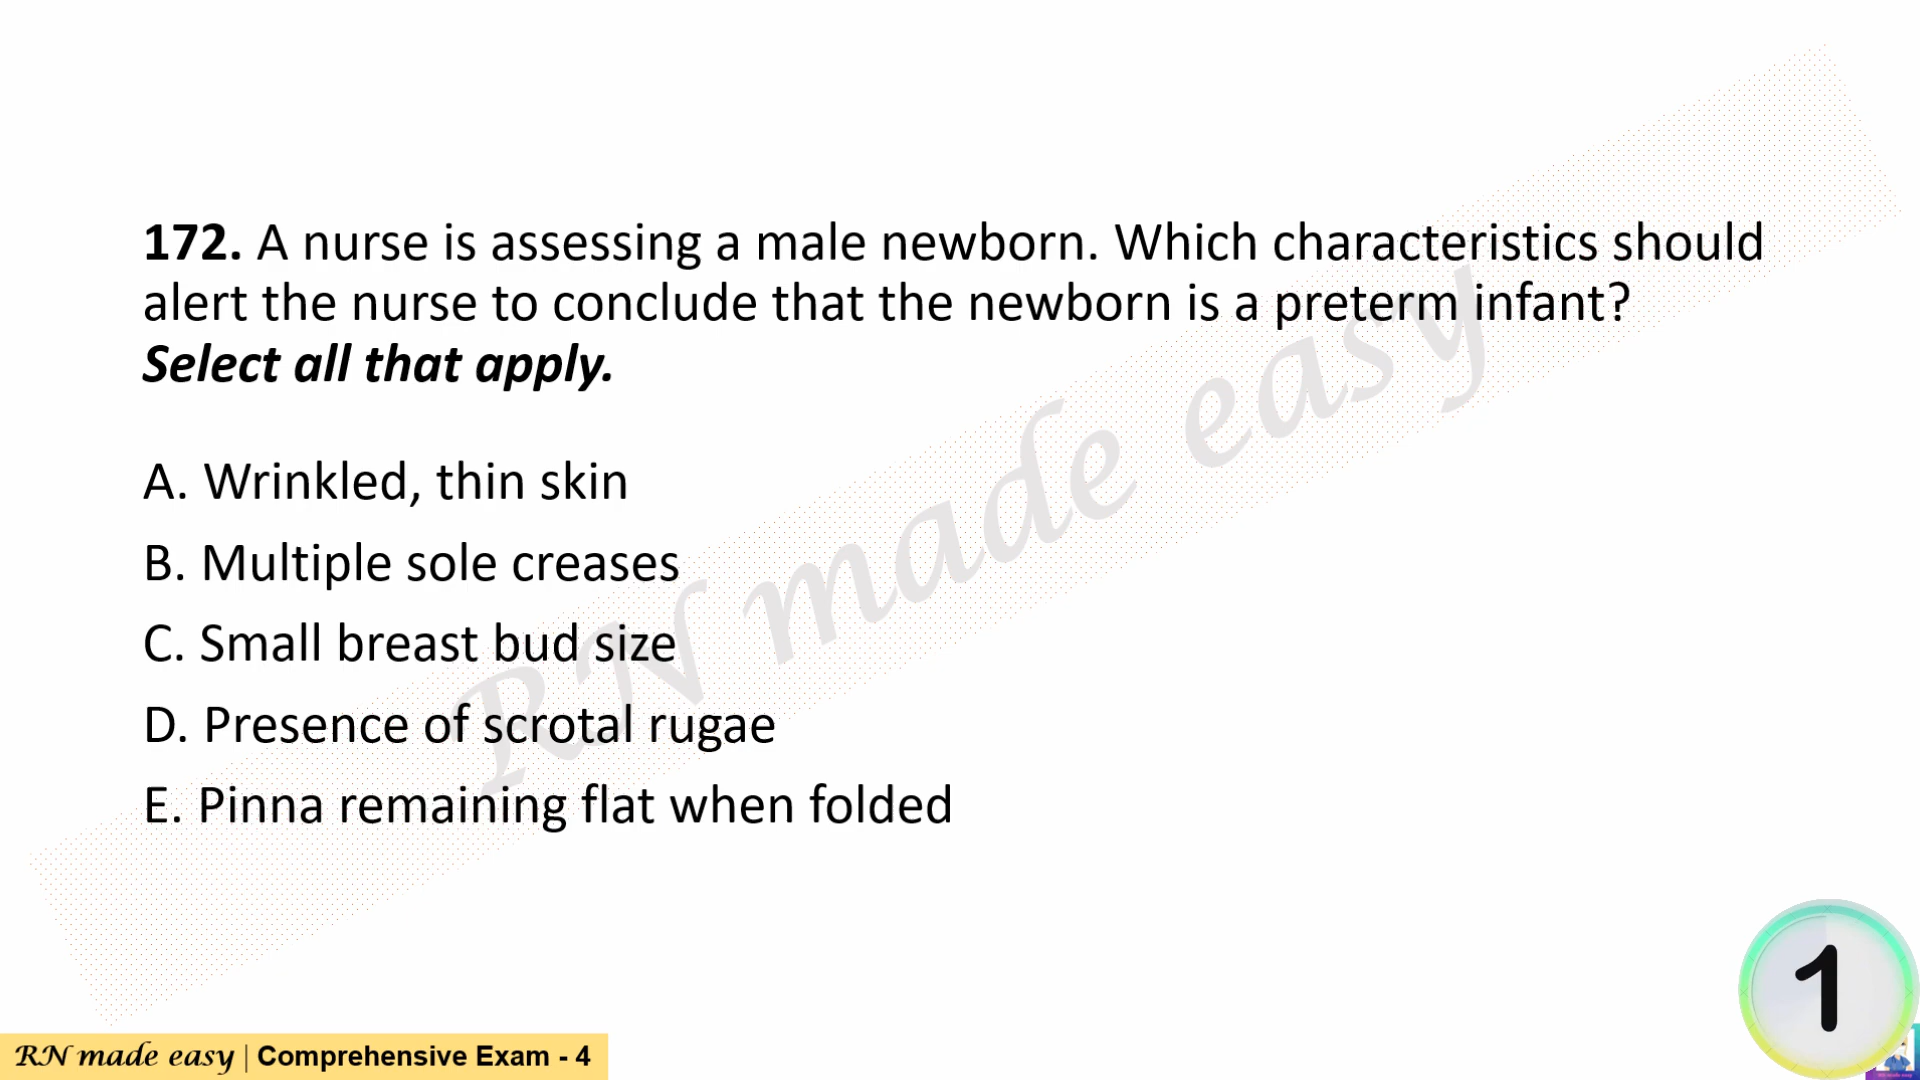 172. A nurse is assessing a male newborn. Which characteristics should
alert the nurse to conclude that the newborn is a preterm infant?
Select all that apply.
A. Wrinkled, thin skin
B. Multiple sole creases
C. Small breast bud size
D. Presence of scrotal rugae
E. Pinna remaining flat when folded
RN made easy
1
RN made easy | Comprehensive Exam - 4